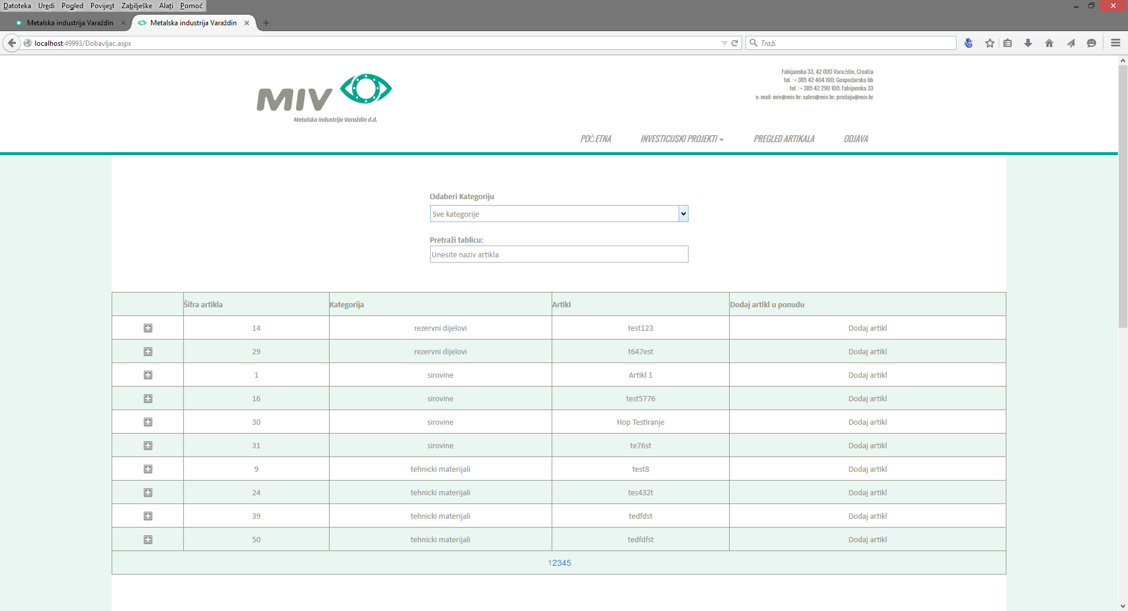 Datoteka Uredi Pogled Povijest Zabilješke Alati Pomoć
Metalska industrija Varaždin
Metalska industrija Varaždin
localhost:49993/Dobavljac.aspx
Traži
MIV
Metalska industrija Varaždin d.d.
Fabijanska 33, 42 000 Varaždin, Croatia
tel. : + 385 42 404 100; Gospodarska bb
tel. : + 385 42 290 100; Fabijanska 33
e- mail: miv@miv.hr; sales@miv.hr; prodaja@miv.hr
POČETNA INVESTICIJSKI PROJEKTI PREGLED ARTIKALA ODJAVA
Odaberi Kategoriju
Sve kategorije
Pretraži tablicu:
Unesite naziv artikla
Šifra artikla Kategorija Artikl Dodaj artikl u ponudu
14 rezervni dijelovi test123 Dodaj artikl
29 rezervni dijelovi t647est Dodaj artikl
1 sirovine Artikl 1 Dodaj artikl
16 sirovine test5776 Dodaj artikl
30 sirovine Hop Testiranje Dodaj artikl
31 sirovine te76st Dodaj artikl
9 tehnicki materijali test8 Dodaj artikl
24 tehnicki materijali tes432t Dodaj artikl
39 tehnicki materijali tedfdst Dodaj artikl
50 tehnicki materijali tedfdfst Dodaj artikl
12345